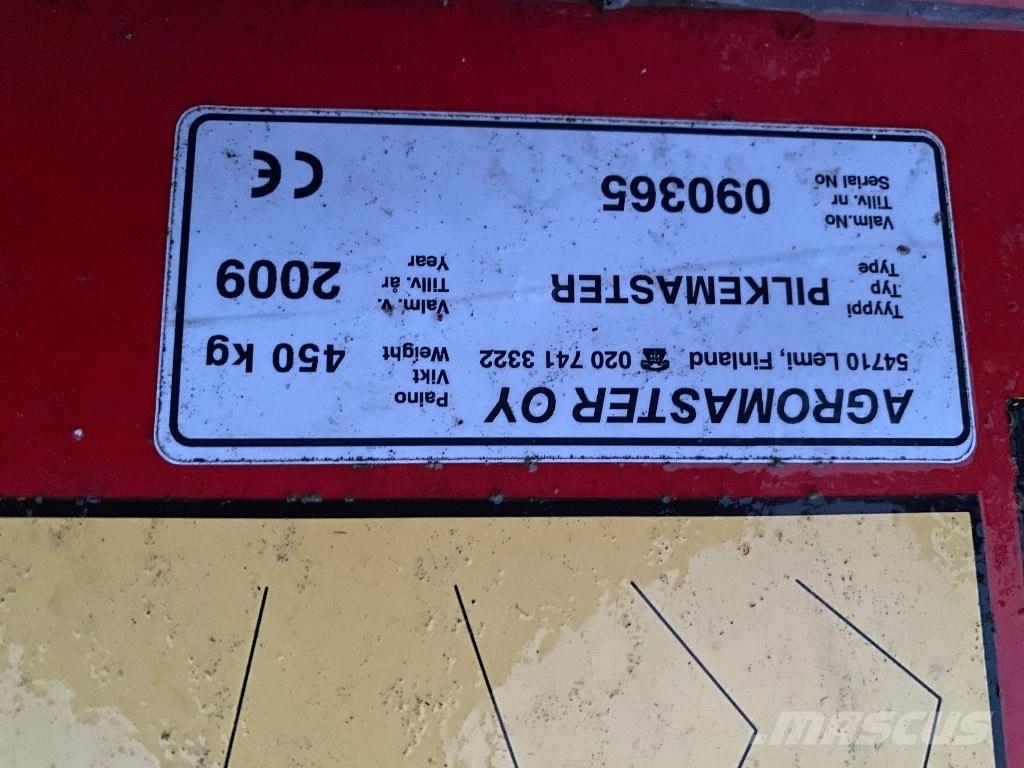 AGROMASTER OY
54710 Lemi, Finland ☎ 020 741 3322
Tyyppi
Typ
Type
PILKEMASTER
Valm.No
Tillv. nr
Serial No
090365
Paino
Vikt
Weight
450 kg
Valm. v.
Tillv. år
Year
2009
CE
MASCUS